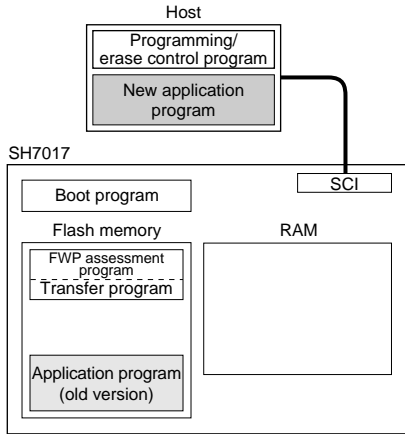 Host
Programming/
erase control program
New application
program
SH7017
SCI
Boot program
Flash memory
RAM
FWP assessment
program
Transfer program
Application program
(old version)